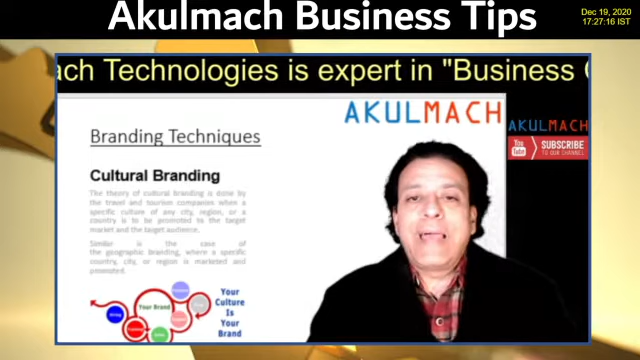 Akulmach Business Tips
Dec 19, 2020
17:27:16 IST
ach Technologies is expert in "Business
AKULMACH
Branding Techniques
AKULMACH
You Tube
SUBSCRIBE
TO OUR CHANNEL
Cultural Branding
The theory of cultural Branding is done by
the travel and tourism companies when a
specific culture of any city, region, or a
country is to be promoted to the target
market and the target audience.
Similar is the case of
the geographic Branding, where a specific
country, city, or region is marketed and
promoted.
Your Brand
Your
Culture
Is
Your
Brand